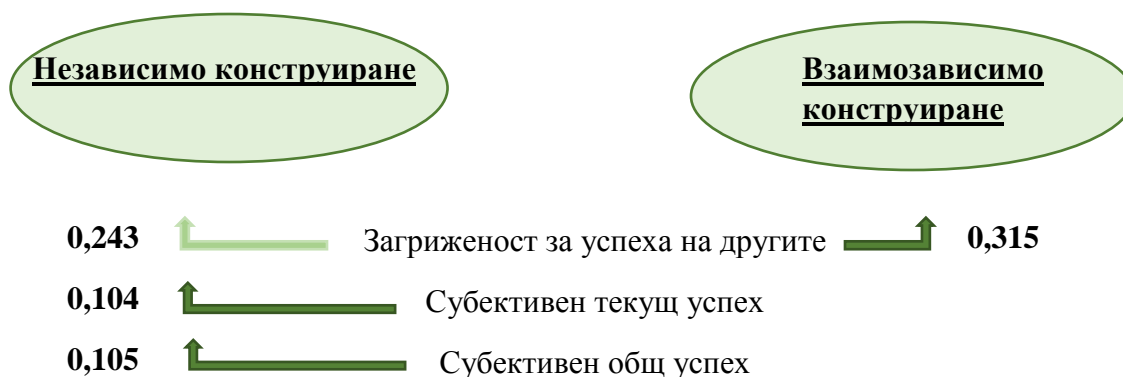 Независимо конструиране
Взаимозависимо
конструиране
0,243 Загриженост за успеха на другите 0,315
0,104 Субективен текущ успех
0,105 Субективен общ успех